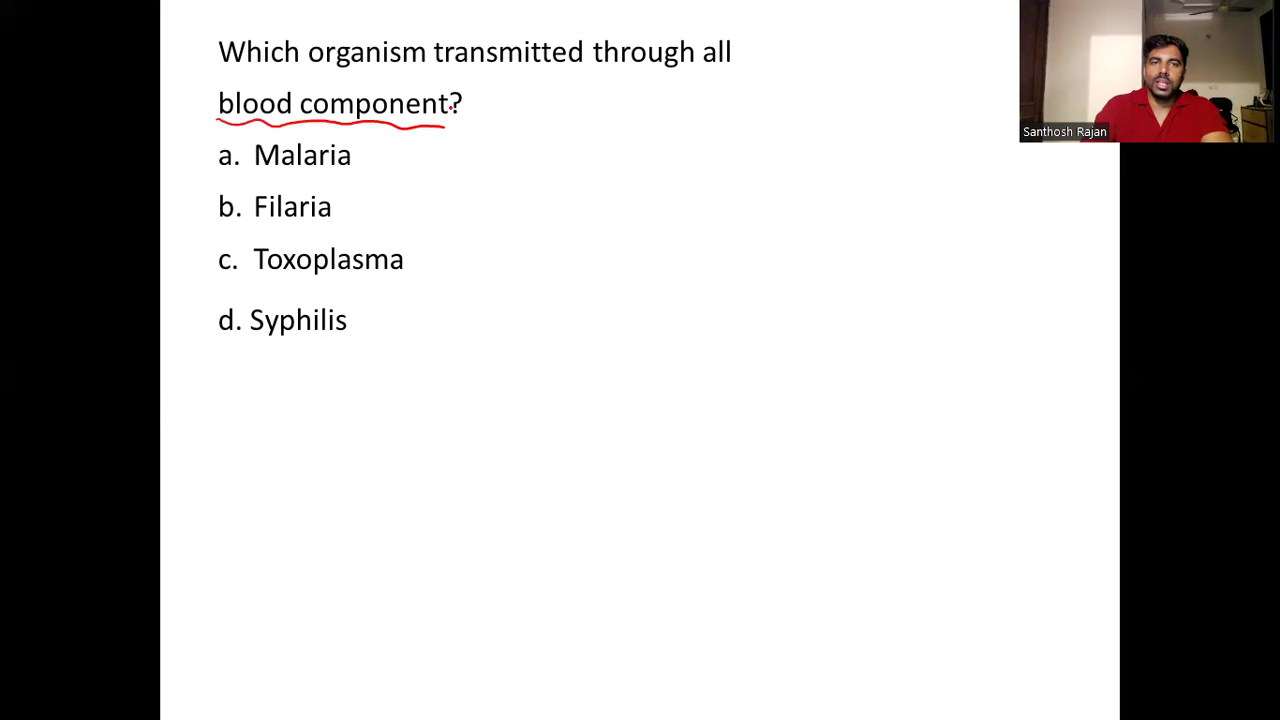 Which organism transmitted through all
blood component?
a. Malaria
b. Filaria
c. Toxoplasma
d. Syphilis
Santhosh Rajan